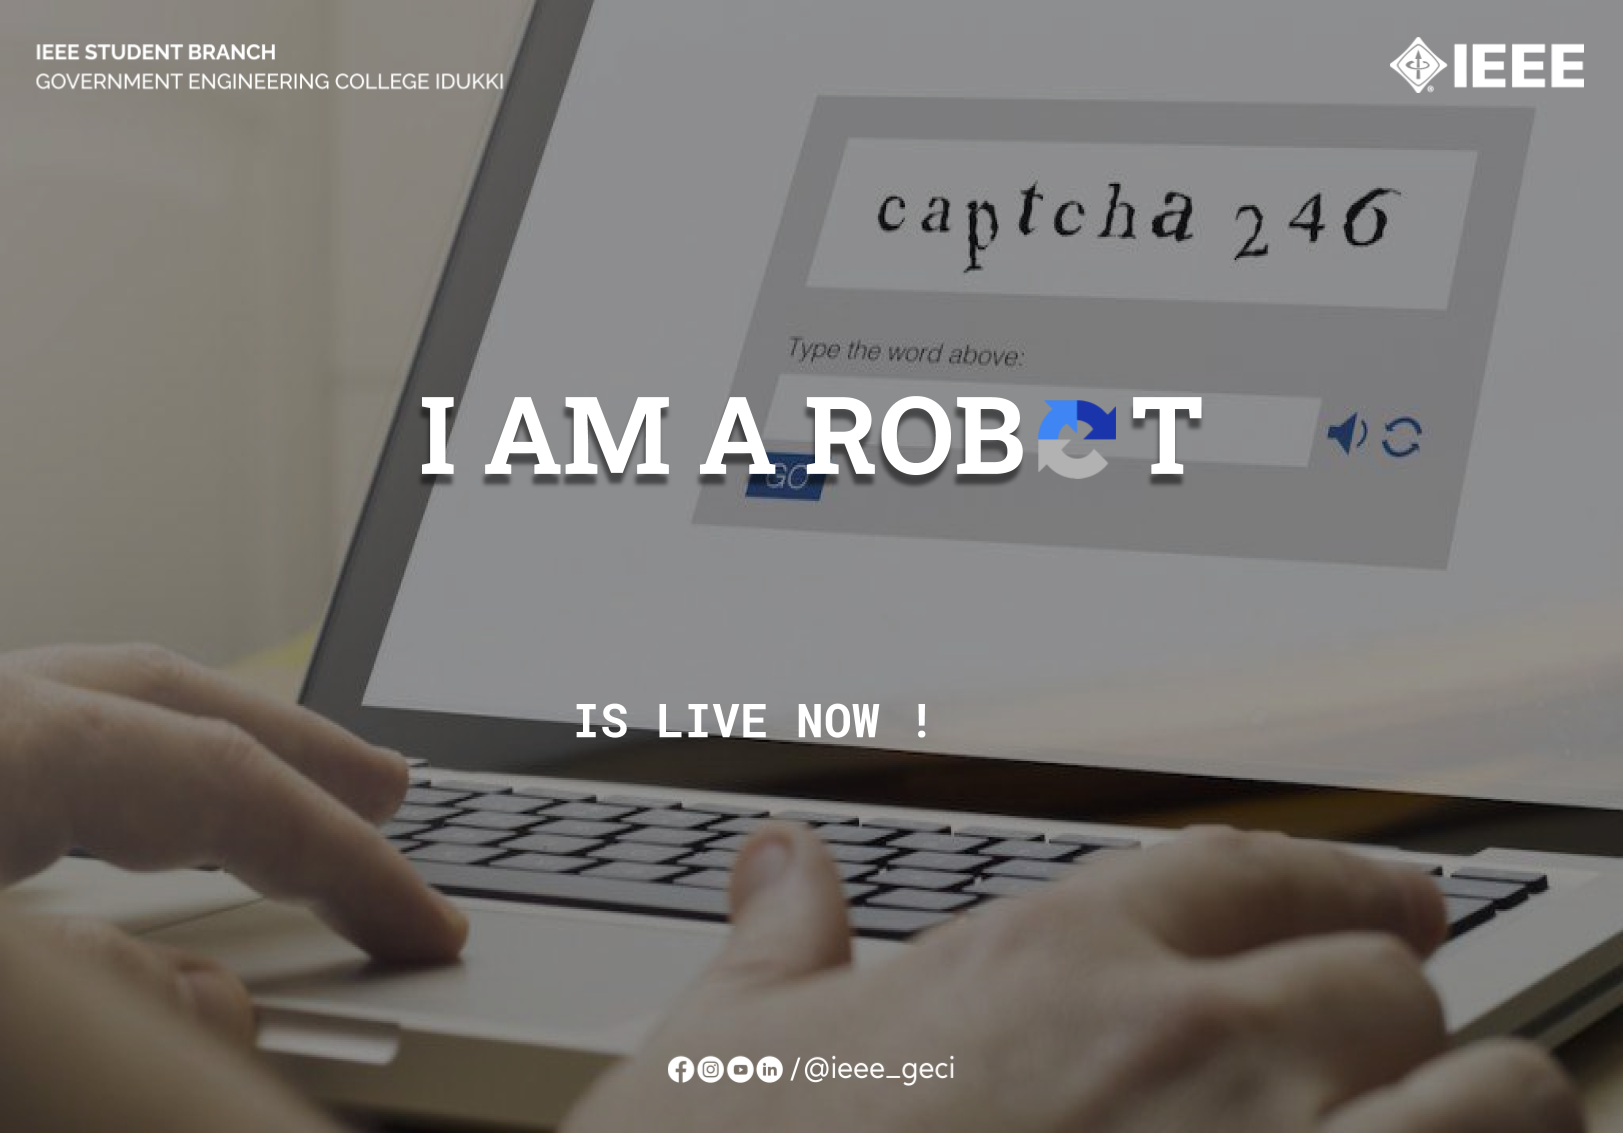 IEEE STUDENT BRANCH
GOVERNMENT ENGINEERING COLLEGE IDUKKI
IEEE
captcha 246
Type the word above:
I AM A ROBOT
GO
IS LIVE NOW !
/@ieee_geci